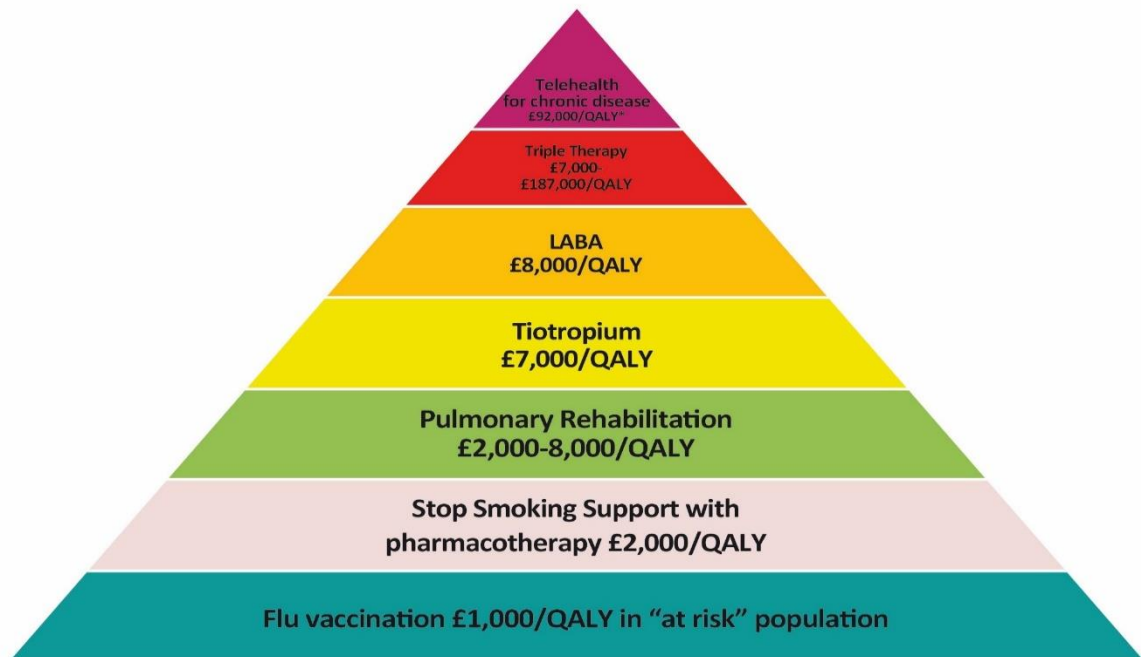 Telehealth
for chronic disease
£92,000/QALY*
Triple Therapy
£7,000-
£187,000/QALY
LABA
£8,000/QALY
Tiotropium
£7,000/QALY
Pulmonary Rehabilitation
£2,000-8,000/QALY
Stop Smoking Support with
pharmacotherapy £2,000/QALY
Flu vaccination £1,000/QALY in “at risk” population